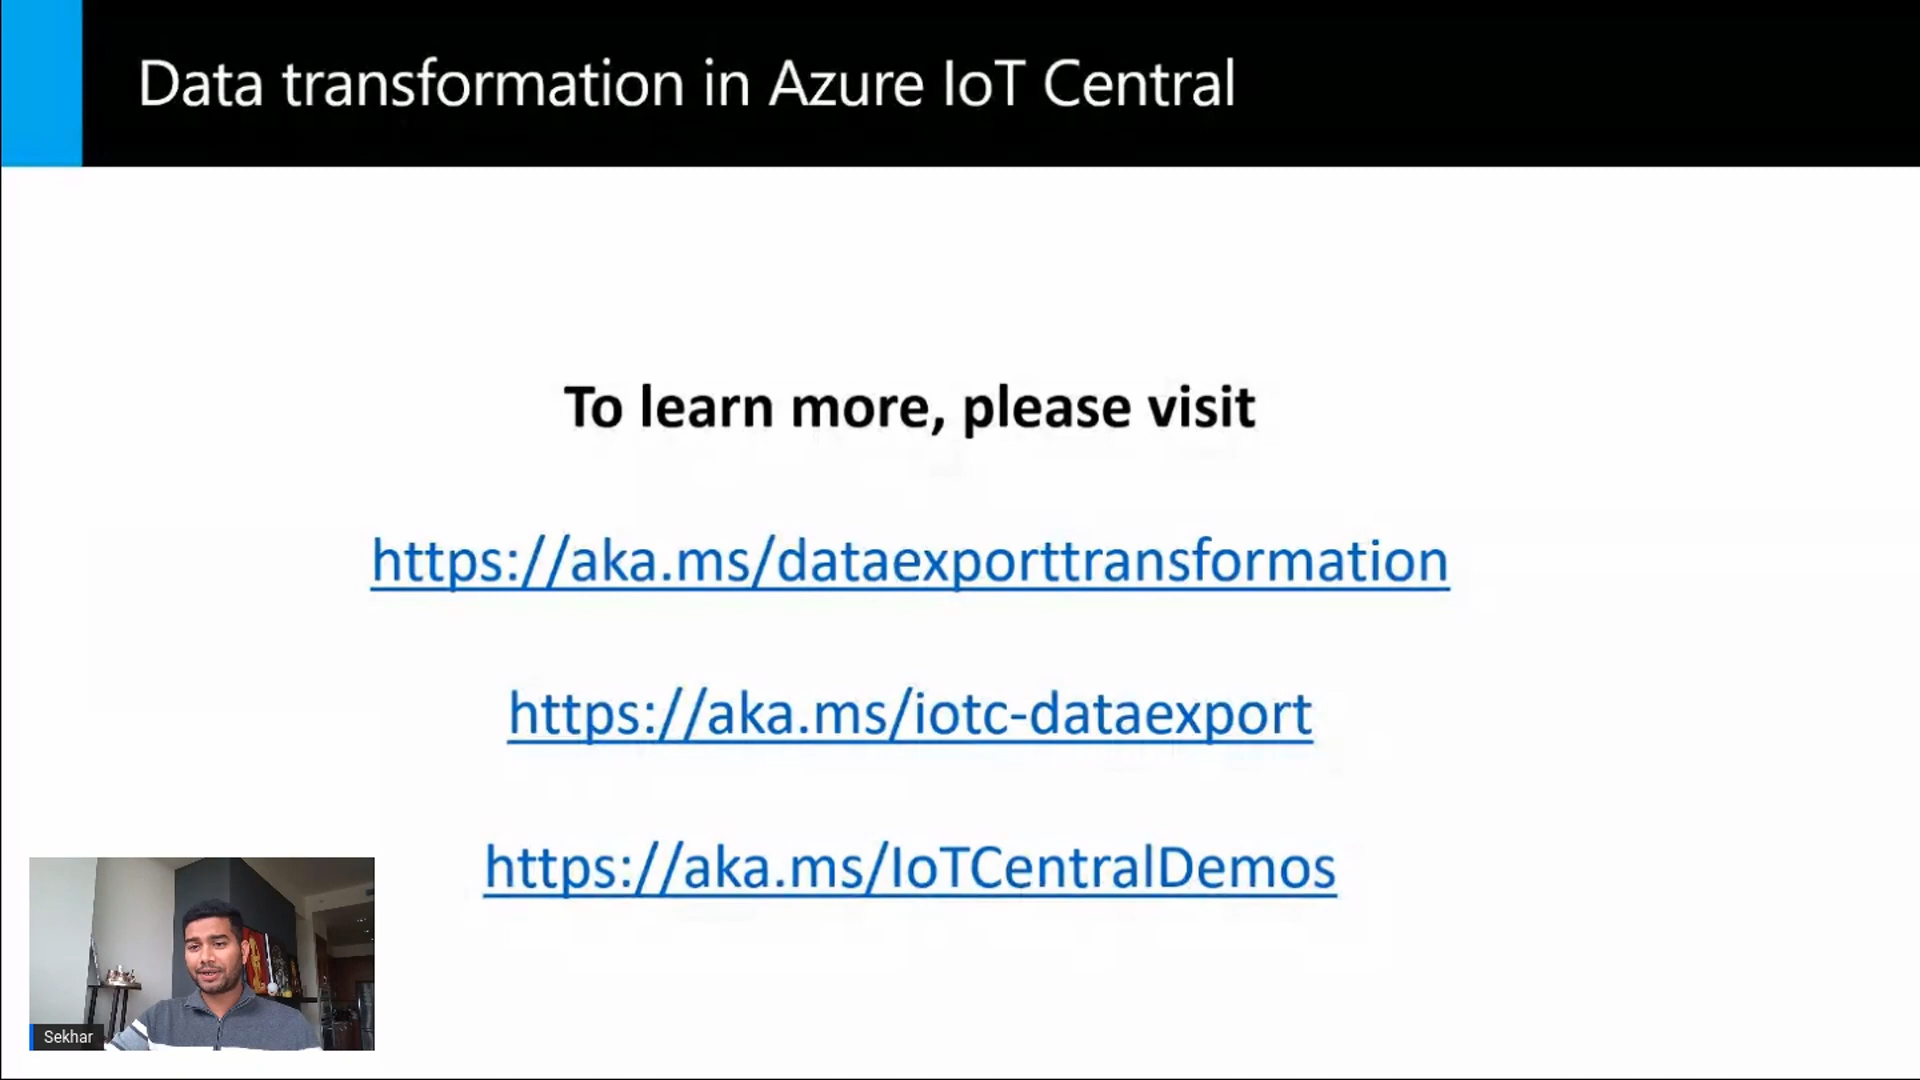 Data transformation in Azure IoT Central
To learn more, please visit
https://aka.ms/dataexporttransformation
https://aka.ms/iotc-dataexport
https://aka.ms/IoTCentralDemos
Sekhar